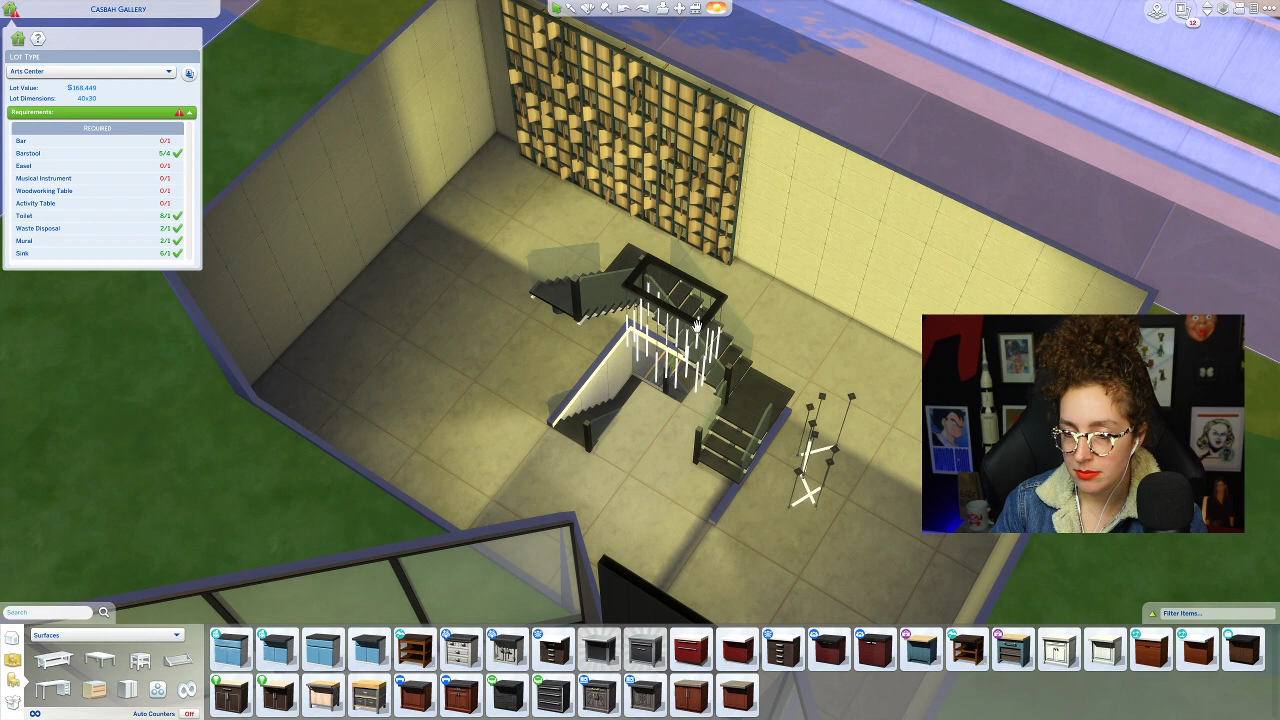 CASBAH GALLERY
12
LOT TYPE
Arts Center
Lot Value: $168,449
Lot Dimensions: 40x30
Requirements:
REQUIRED
Bar 0/1
Barstool 5/4
Easel 0/1
Musical Instrument 0/1
Woodworking Table 0/1
Activity Table 0/1
Toilet 8/1
Waste Disposal 2/1
Mural 2/1
Sink 6/1
Search
Filter Items...
Surfaces
Auto Counters Off